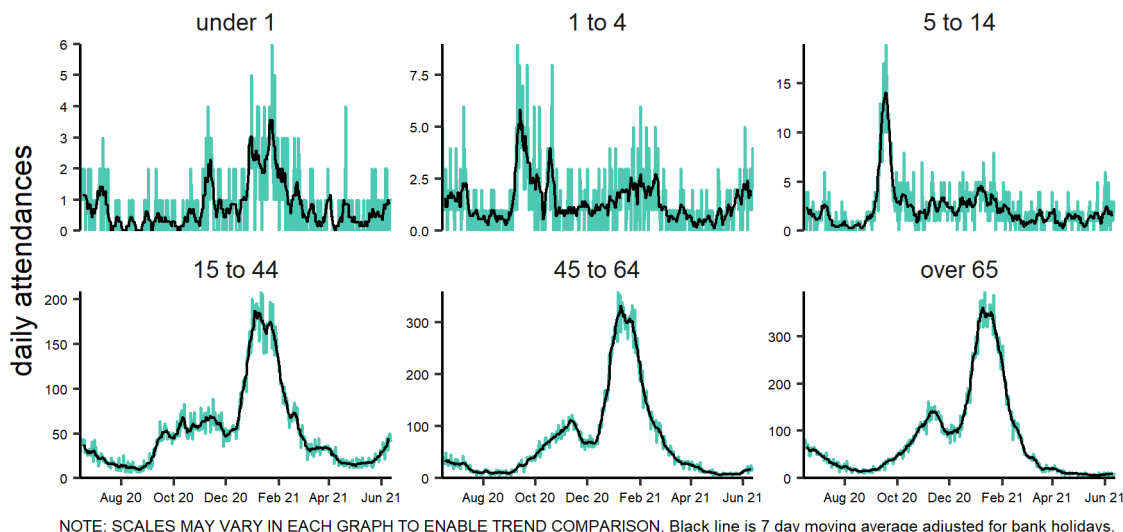 under 1
1 to 4
5 to 14
6
5
4
3
2
1
0
7.5
5.0
2.5
0.0
15
10
5
0
daily attendances
15 to 44
45 to 64
over 65
200
150
100
50
0
300
200
100
0
300
200
100
0
Aug 20 Oct 20 Dec 20 Feb 21 Apr 21 Jun 21
Aug 20 Oct 20 Dec 20 Feb 21 Apr 21 Jun 21
Aug 20 Oct 20 Dec 20 Feb 21 Apr 21 Jun 21
NOTE: SCALES MAY VARY IN EACH GRAPH TO ENABLE TREND COMPARISON. Black line is 7 day moving average adjusted for bank holidays.